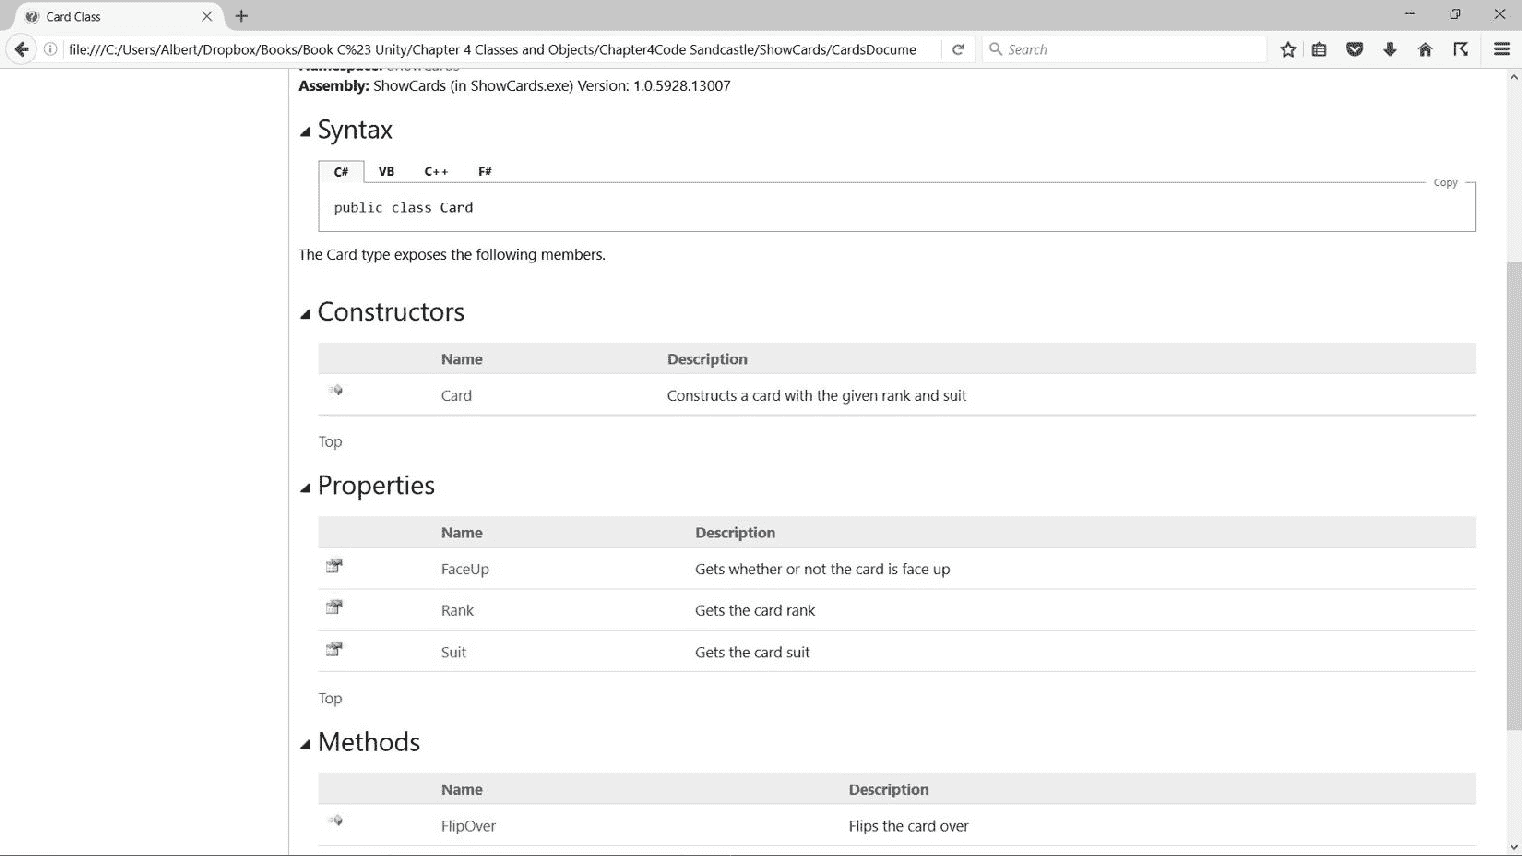 Card Class
file:///C:/Users/Albert/Dropbox/Books/Book C%23 Unity/Chapter 4 Classes and Objects/Chapter4Code Sandcastle/ShowCards/CardsDocume
Search
Namespace: ShowCards
Assembly: ShowCards (in ShowCards.exe) Version: 1.0.5928.13007
Syntax
C# VB C++ F#
Copy
public class Card
The Card type exposes the following members.
Constructors
Name Description
Card Constructs a card with the given rank and suit
Top
Properties
Name Description
FaceUp Gets whether or not the card is face up
Rank Gets the card rank
Suit Gets the card suit
Top
Methods
Name Description
FlipOver Flips the card over